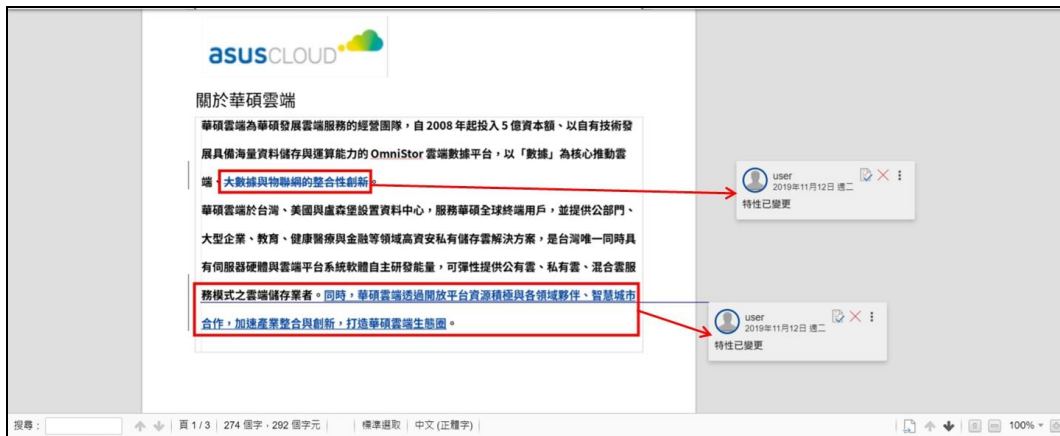 asusCLOUD
關於華碩雲端
華碩雲端為華碩發展雲端服務的經營團隊，自 2008 年起投入 5 億資本額、以自有技術發
展具備海量資料儲存與運算能力的 OmniStor 雲端數據平台，以「數據」為核心推動雲
端、大數據與物聯網的整合性創新。
user
2019年11月12日 週二
特性已變更
華碩雲端於台灣、美國與盧森堡設置資料中心，服務華碩全球終端用戶，並提供公部門、
大型企業、教育、健康醫療與金融等領域高資安私有儲存雲解決方案，是台灣唯一同時具
有伺服器硬體與雲端平台系統軟體自主研發能量，可彈性提供公有雲、私有雲、混合雲服
務模式之雲端儲存業者。同時，華碩雲端透過開放平台資源積極與各領域夥伴、智慧城市
合作，加速產業整合與創新，打造華碩雲端生態圈。
user
2019年11月12日 週二
特性已變更
搜尋： 頁 1 / 3 274 個字，292 個字元 標準選取 中文 (正體字) 100%